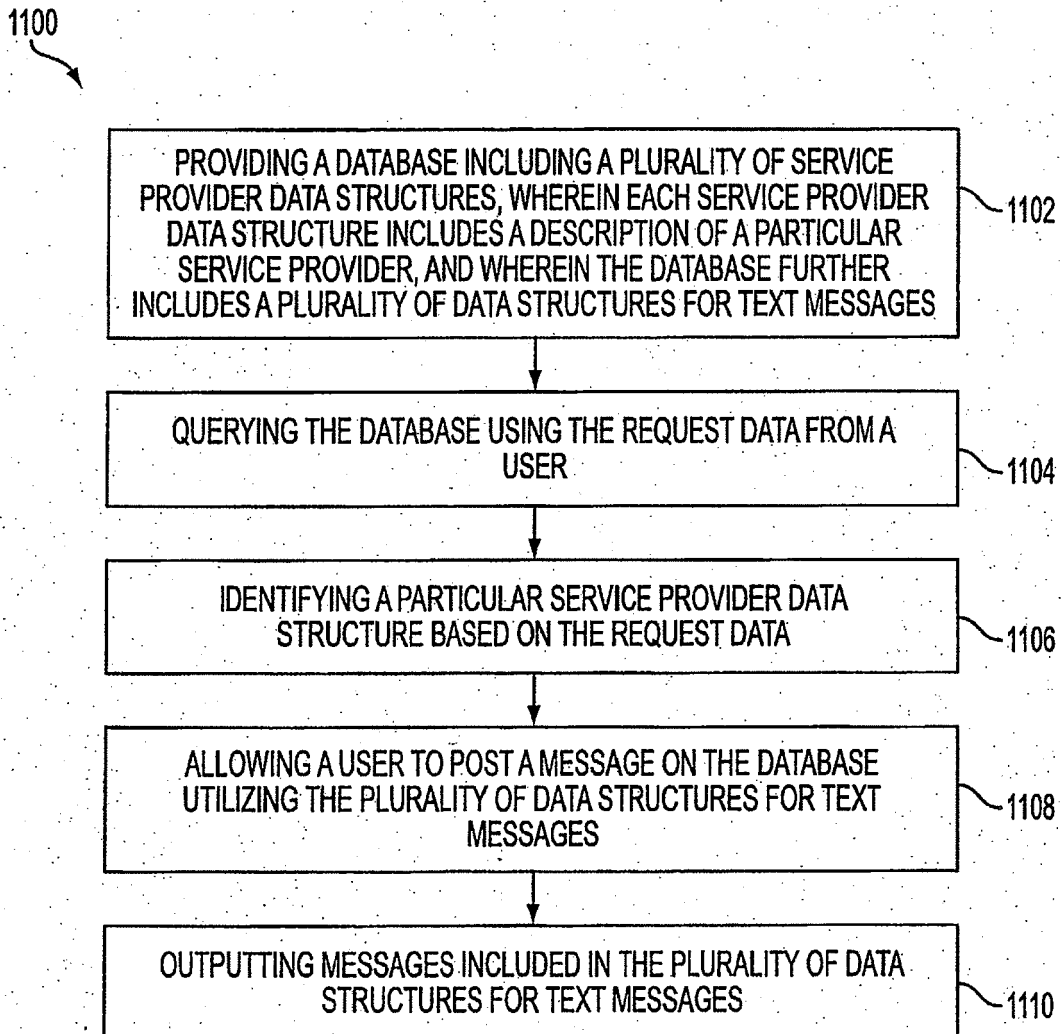 1100
PROVIDING A DATABASE INCLUDING A PLURALITY OF SERVICE
PROVIDER DATA STRUCTURES, WHEREIN EACH SERVICE PROVIDER
DATA STRUCTURE INCLUDES A DESCRIPTION OF A PARTICULAR
SERVICE PROVIDER, AND WHEREIN THE DATABASE FURTHER
INCLUDES A PLURALITY OF DATA STRUCTURES FOR TEXT MESSAGES
1102
QUERYING THE DATABASE USING THE REQUEST DATA FROM A
USER
1104
IDENTIFYING A PARTICULAR SERVICE PROVIDER DATA
STRUCTURE BASED ON THE REQUEST DATA
1106
ALLOWING A USER TO POST A MESSAGE ON THE DATABASE
UTILIZING THE PLURALITY OF DATA STRUCTURES FOR TEXT
MESSAGES
1108
OUTPUTTING MESSAGES INCLUDED IN THE PLURALITY OF DATA
STRUCTURES FOR TEXT MESSAGES
1110